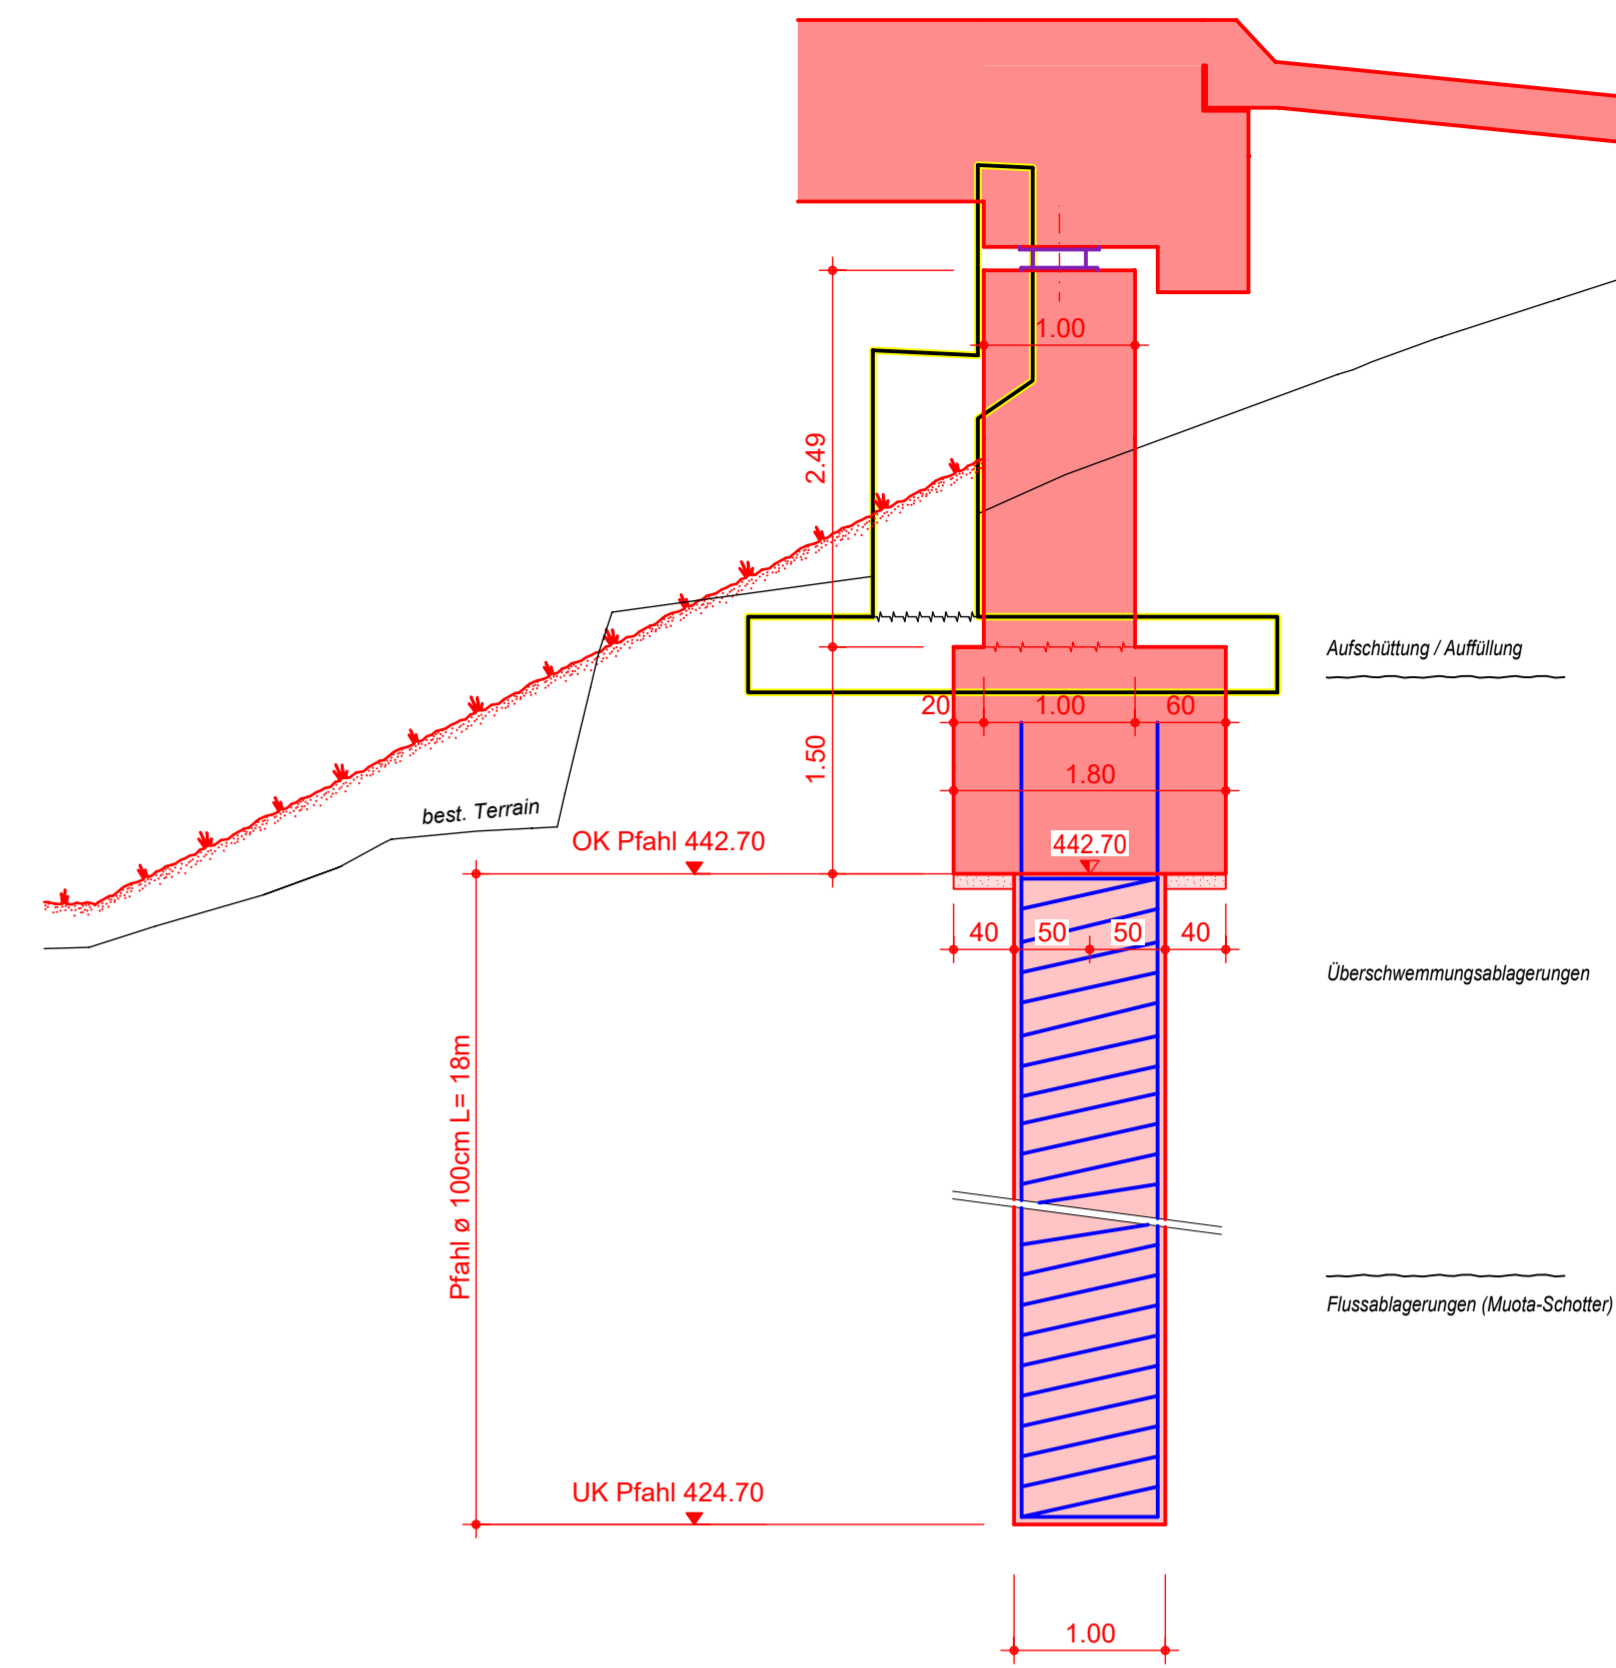 1.00
2.49
Aufschüttung / Auffüllung
20
1.00
60
1.50
1.80
best. Terrain
OK Pfahl 442.70
442.70
40
50
50
40
Überschwemmungsablagerungen
Pfahl ø 100cm L= 18m
Flussablagerungen (Muota-Schotter)
UK Pfahl 424.70
1.00